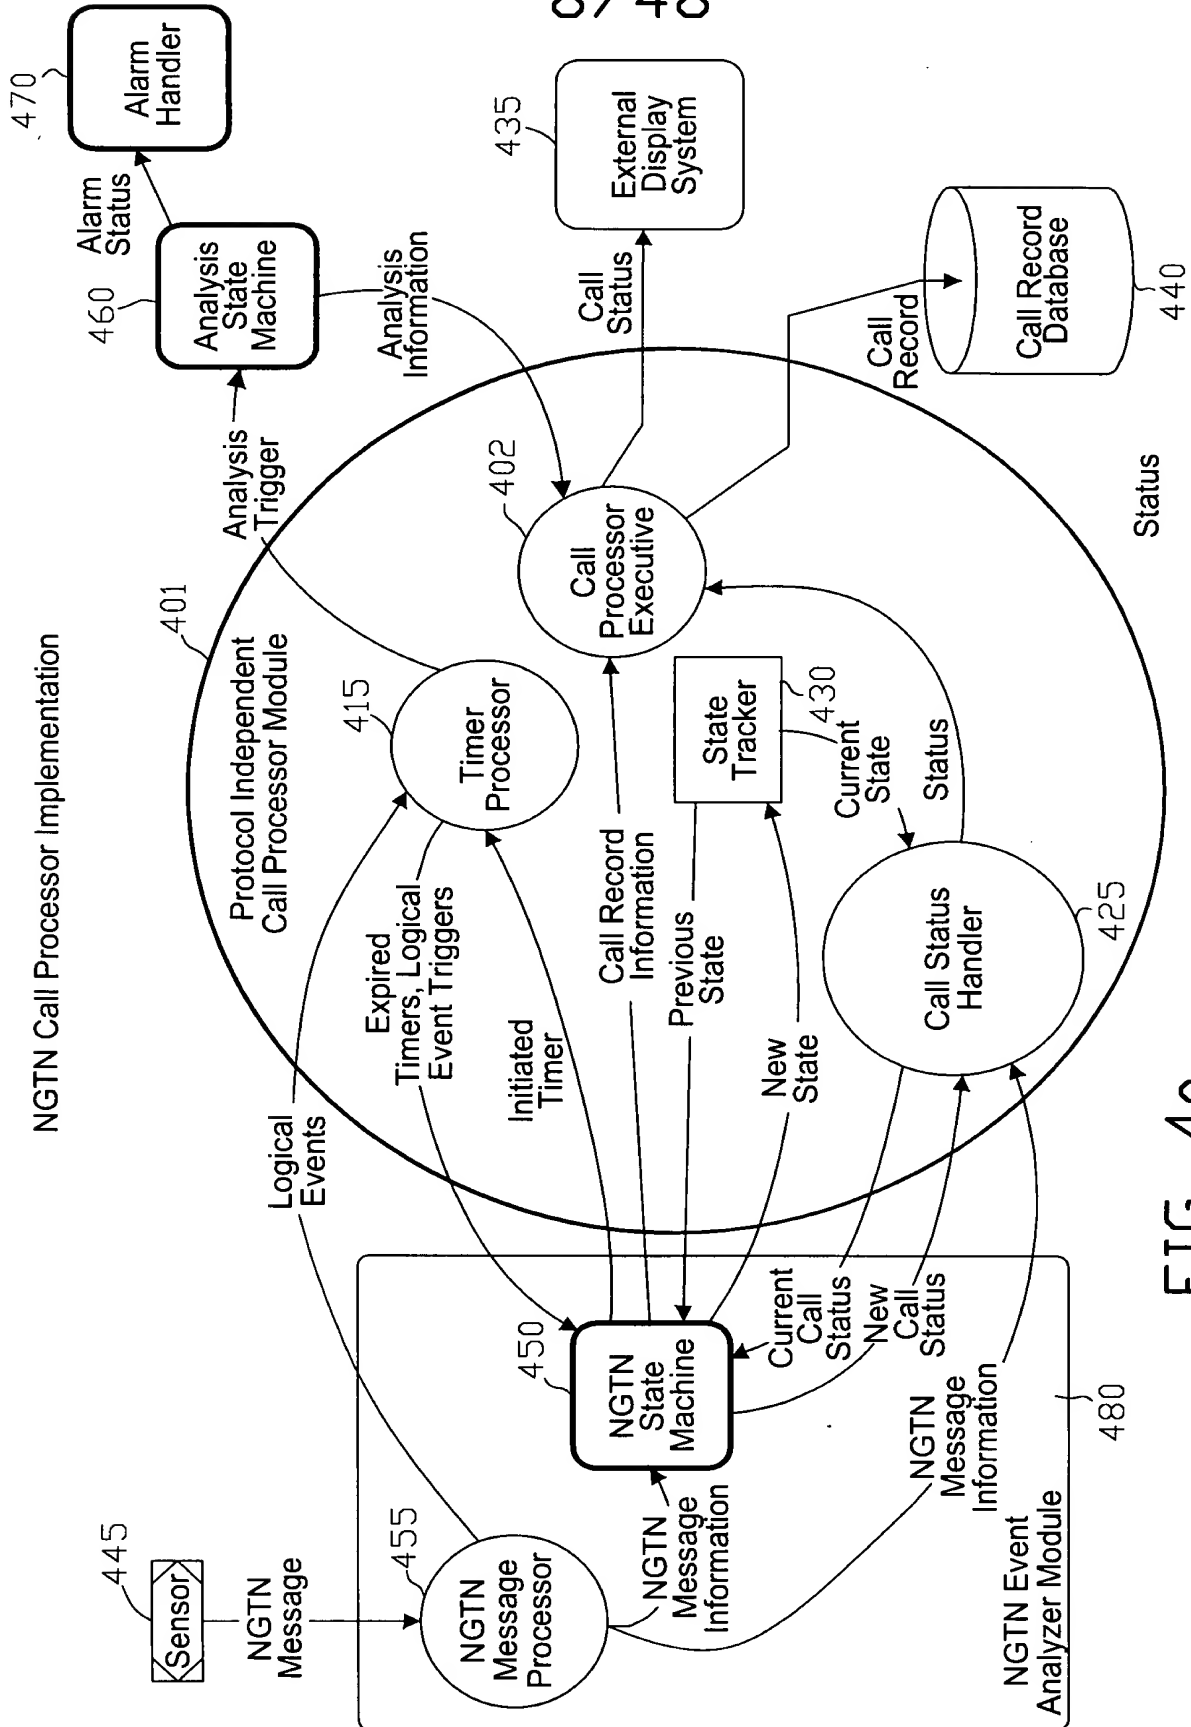 NGTN Call Processor Implementation
445
Sensor
NGTN
Message
455
NGTN
Message
Processor
NGTN
Message
Information
NGTN Event
Analyzer Module
480
450
NGTN
State
Machine
Current
Call
Status
New
Call
Status
NGTN
Message
Information
Logical
Events
Expired
Timers, Logical
Event Triggers
Initiated
Timer
Call Record
Information
Previous
State
New
State
401
Protocol Independent
Call Processor Module
415
Timer
Processor
State
Tracker
430
Current
State
Status
Call Status
Handler
425
402
Call
Processor
Executive
Analysis
Trigger
460
Analysis
State
Machine
Analysis
Information
Alarm
Status
470
Alarm
Handler
Call
Status
435
External
Display
System
Call
Record
Call Record
Database
440
Status
FIG